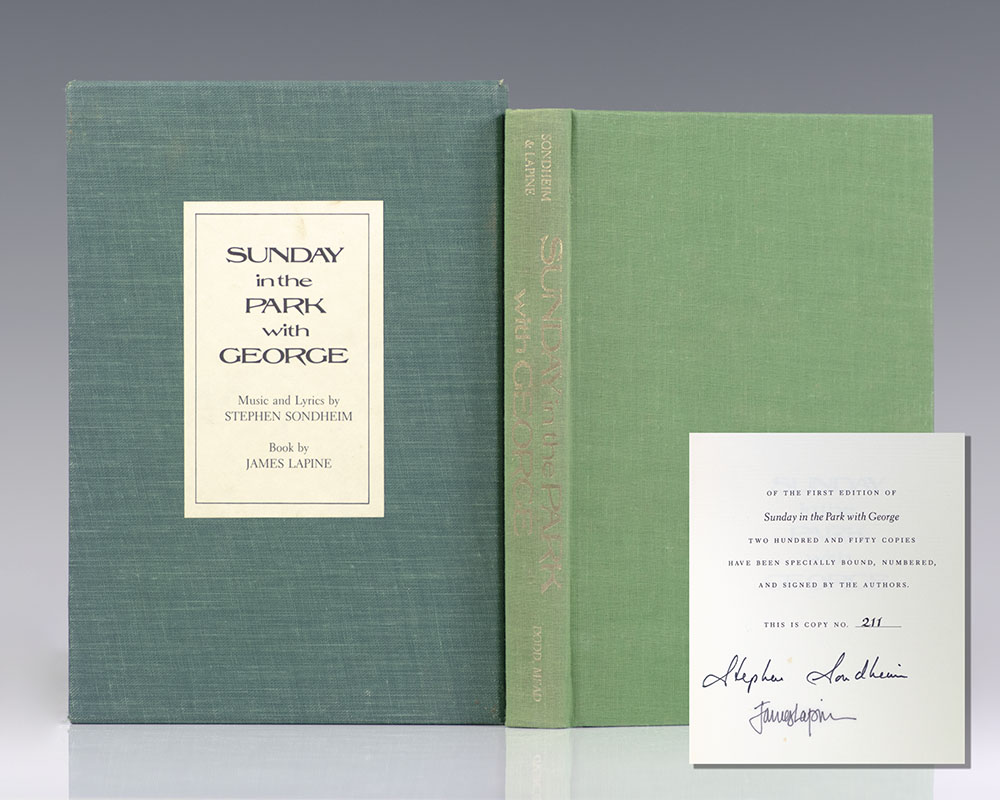 SUNDAY
in the
PARK
with
GEORGE
Music and Lyrics by
STEPHEN SONDHEIM
Book by
JAMES LAPINE
SONDHEIM
& LAPINE
SUNDAY in the PARK
with GEORGE
DODD, MEAD
OF THE FIRST EDITION OF
Sunday in the Park with George
TWO HUNDRED AND FIFTY COPIES
HAVE BEEN SPECIALLY BOUND, NUMBERED,
AND SIGNED BY THE AUTHORS.
THIS IS COPY NO. 211
Stephen Sondheim
James Lapine